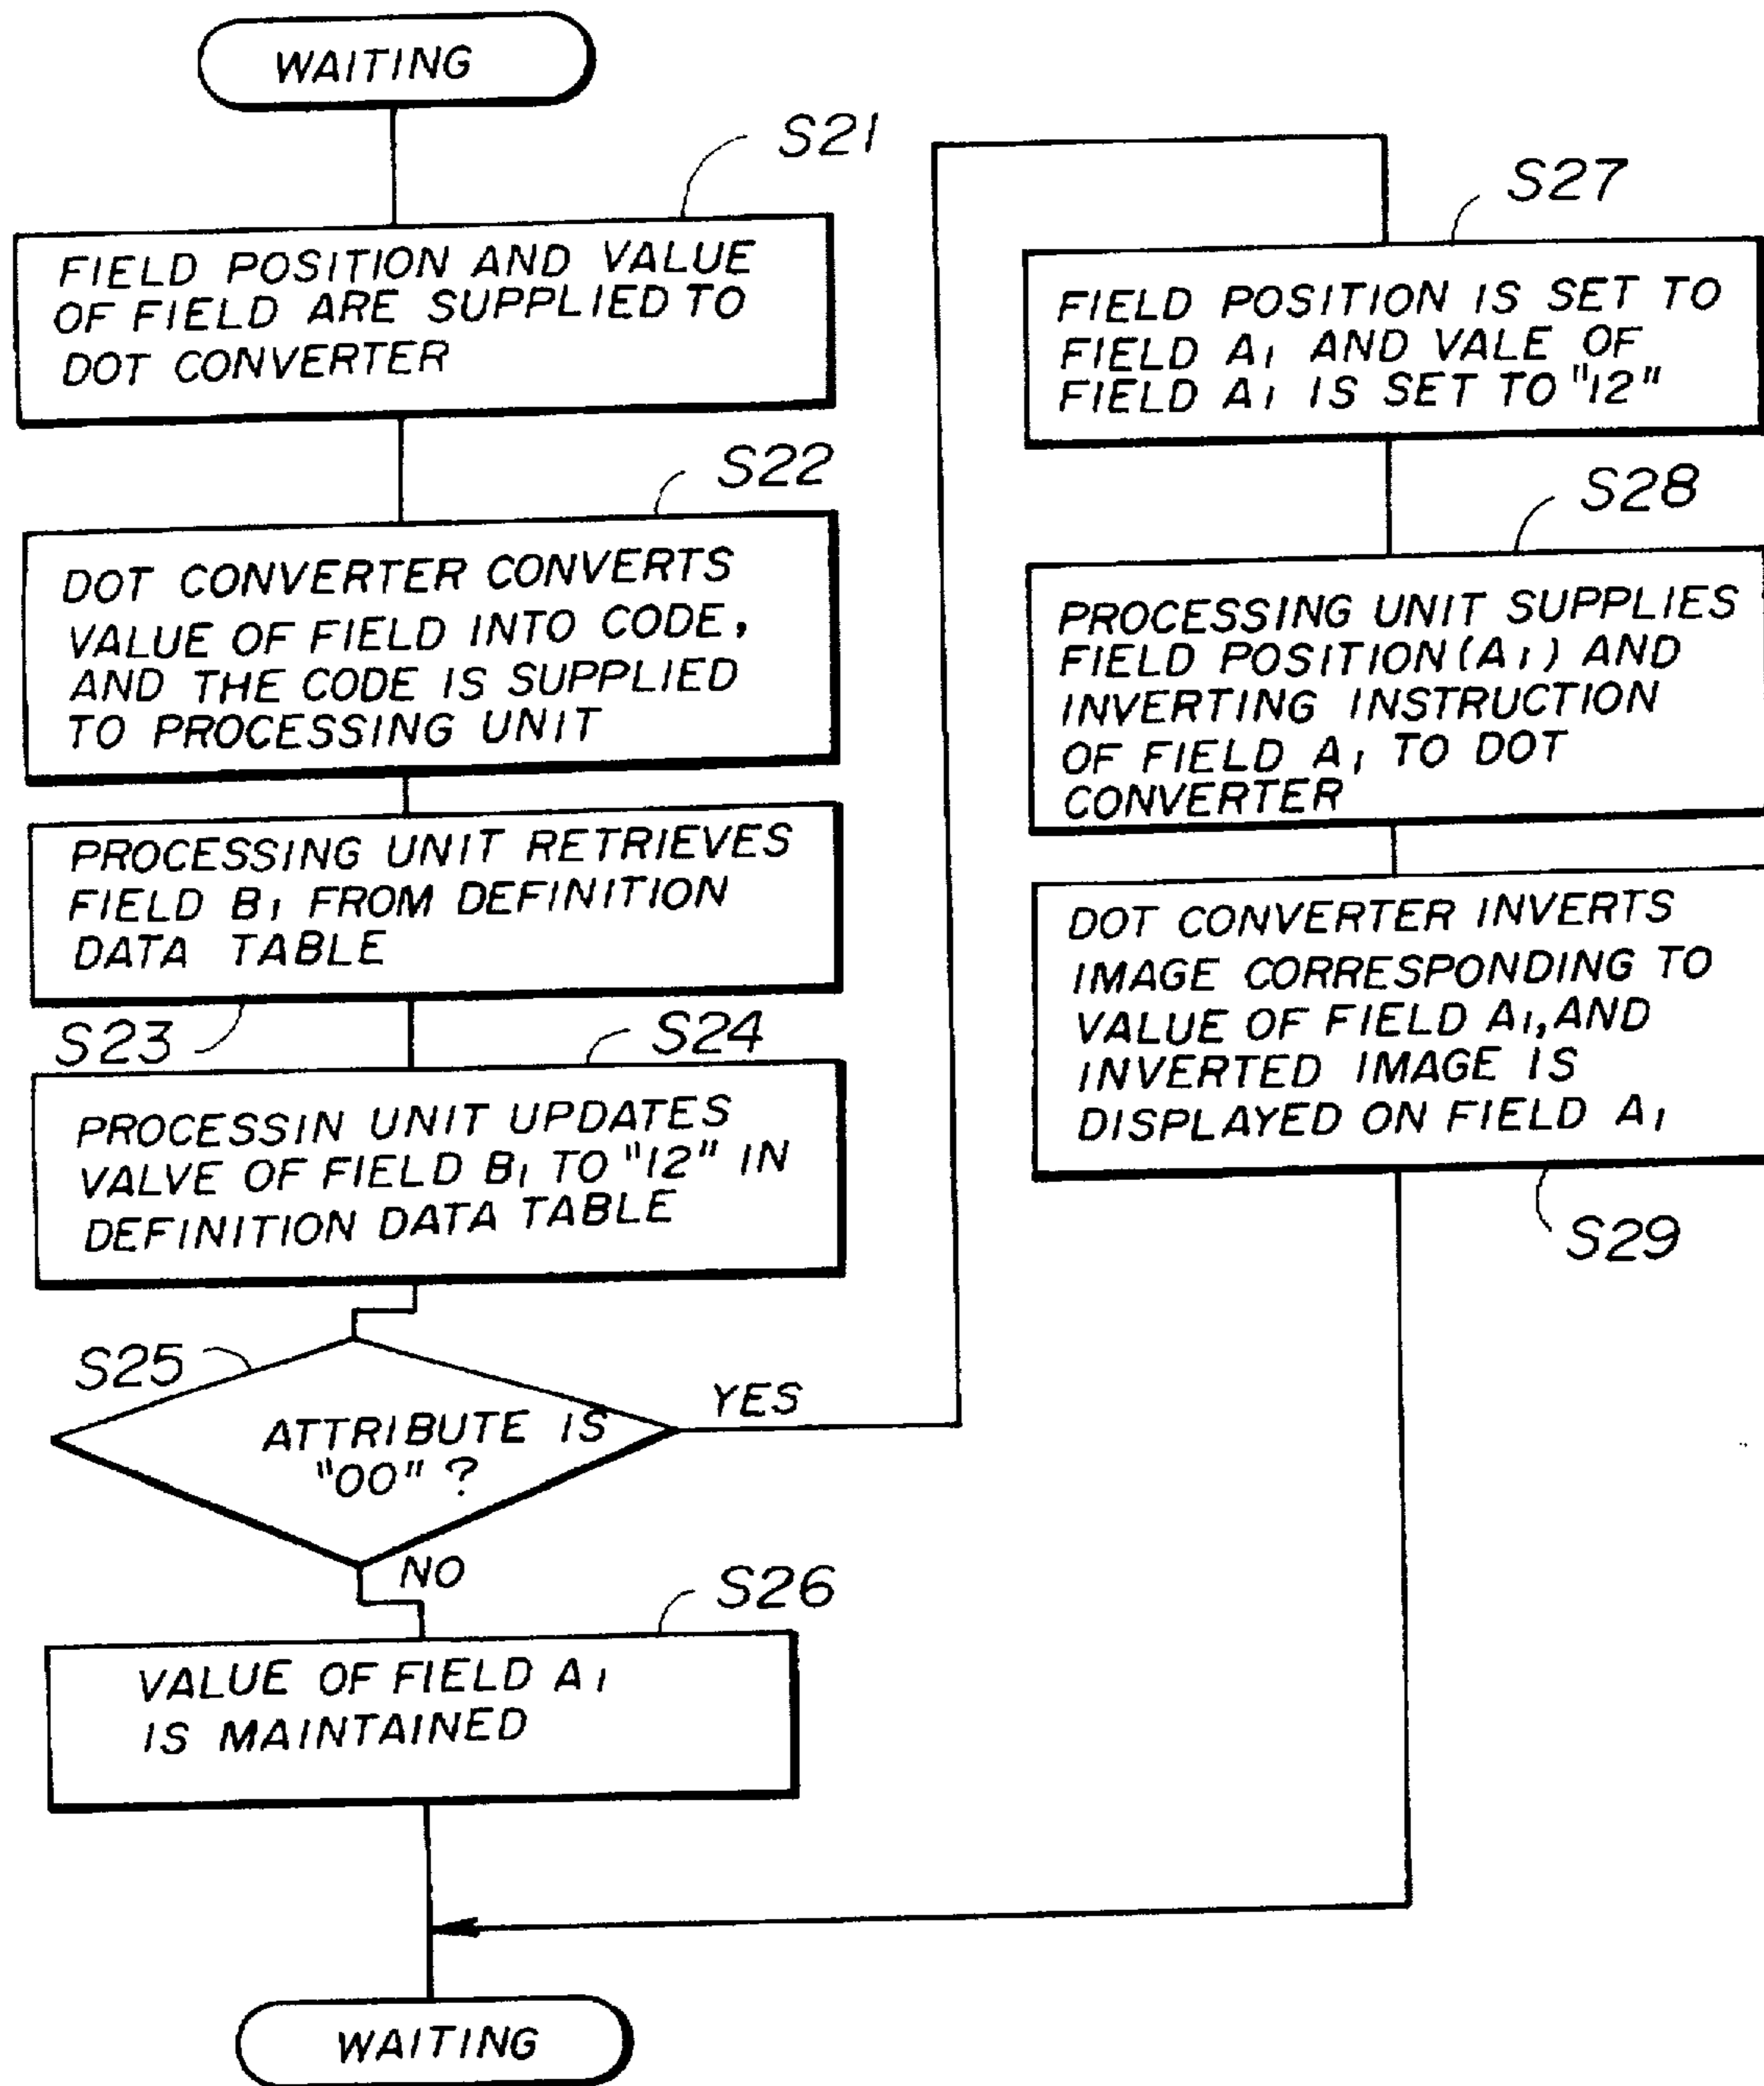 WAITING
S21
FIELD POSITION AND VALUE
OF FIELD ARE SUPPLIED TO
DOT CONVERTER
S22
DOT CONVERTER CONVERTS
VALUE OF FIELD INTO CODE,
AND THE CODE IS SUPPLIED
TO PROCESSING UNIT
PROCESSING UNIT RETRIEVES
FIELD B1 FROM DEFINITION
DATA TABLE
S23
S24
PROCESSIN UNIT UPDATES
VALVE OF FIELD B1 TO "12" IN
DEFINITION DATA TABLE
S25
ATTRIBUTE IS
"00" ?
YES
NO
S26
VALUE OF FIELD A1
IS MAINTAINED
WAITING
S27
FIELD POSITION IS SET TO
FIELD A1 AND VALE OF
FIELD A1 IS SET TO "12"
S28
PROCESSING UNIT SUPPLIES
FIELD POSITION(A1) AND
INVERTING INSTRUCTION
OF FIELD A1 TO DOT
CONVERTER
DOT CONVERTER INVERTS
IMAGE CORRESPONDING TO
VALUE OF FIELD A1, AND
INVERTED IMAGE IS
DISPLAYED ON FIELD A1
S29